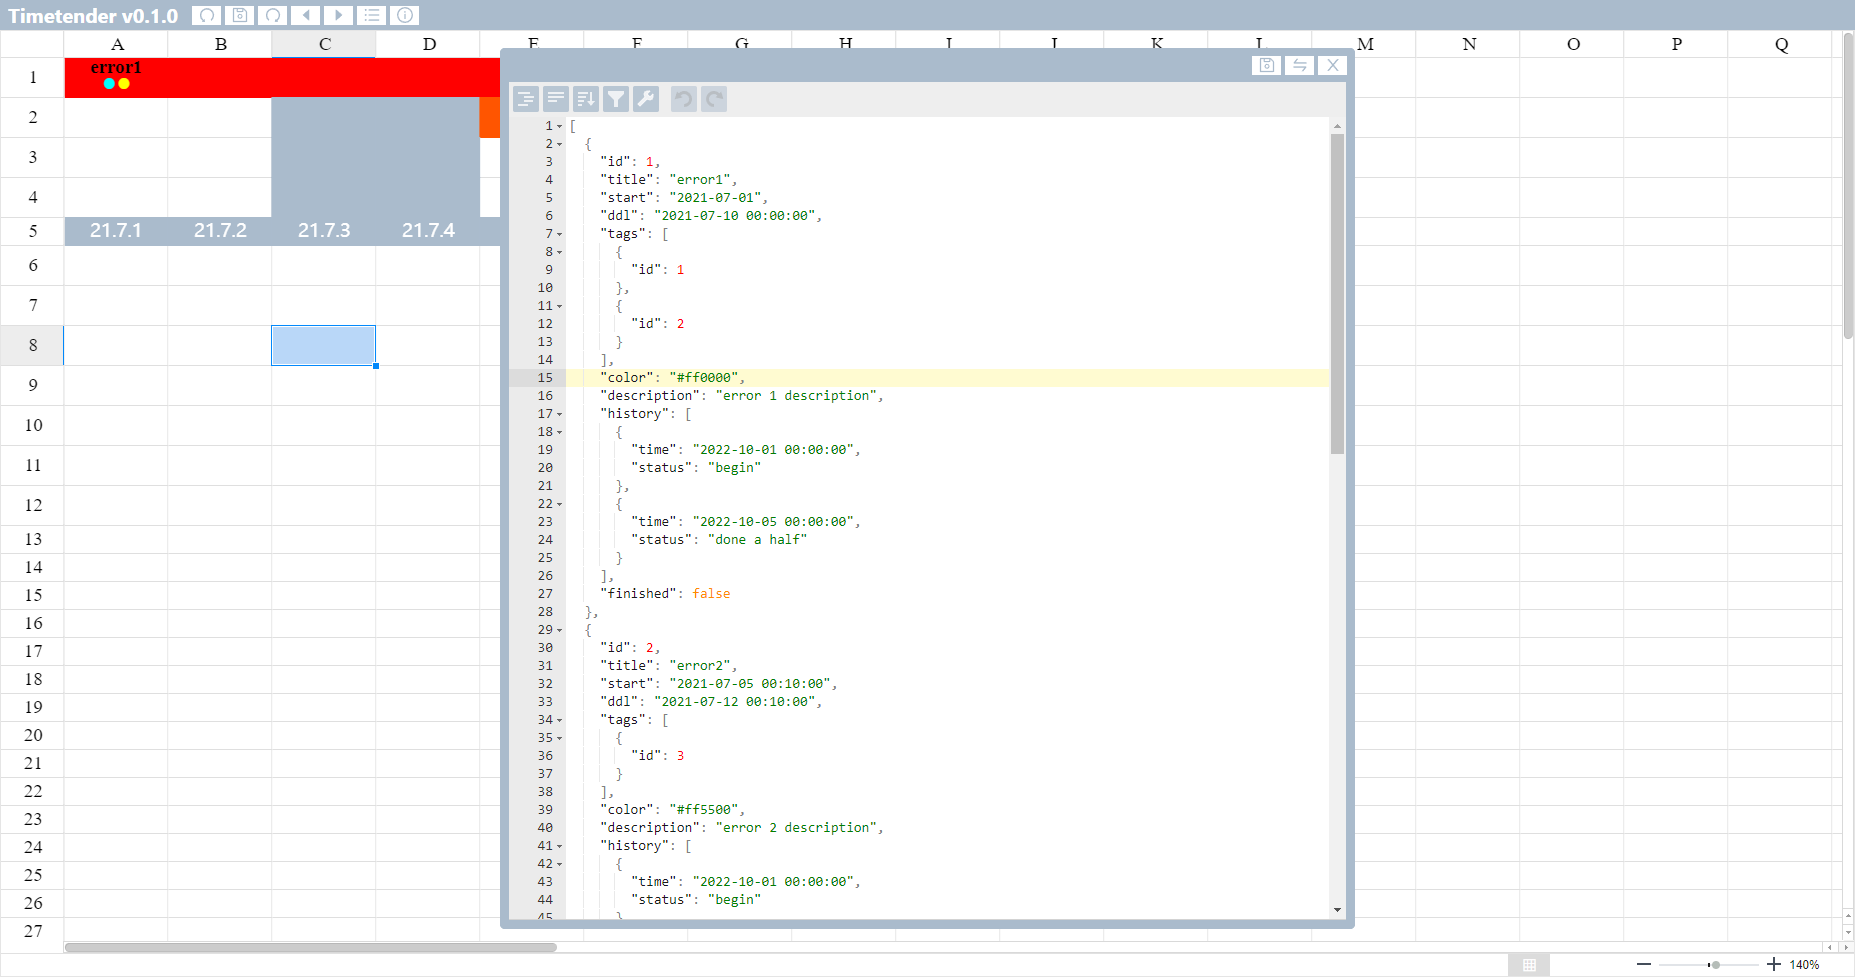 Timetender v0.1.0
A B C D E F G H I J K L M N O P Q
1 error1
2
3
4
5 21.7.1 21.7.2 21.7.3 21.7.4
6
7
8
9
10
11
12
13
14
15
16
17
18
19
20
21
22
23
24
25
26
27
1 [
2 {
3 "id": 1,
4 "title": "error1",
5 "start": "2021-07-01",
6 "ddl": "2021-07-10 00:00:00",
7 "tags": [
8 {
9 "id": 1
10 },
11 {
12 "id": 2
13 }
14 ],
15 "color": "#ff0000",
16 "description": "error 1 description",
17 "history": [
18 {
19 "time": "2022-10-01 00:00:00",
20 "status": "begin"
21 },
22 {
23 "time": "2022-10-05 00:00:00",
24 "status": "done a half"
25 }
26 ],
27 "finished": false
28 },
29 {
30 "id": 2,
31 "title": "error2",
32 "start": "2021-07-05 00:10:00",
33 "ddl": "2021-07-12 00:10:00",
34 "tags": [
35 {
36 "id": 3
37 }
38 ],
39 "color": "#ff5500",
40 "description": "error 2 description",
41 "history": [
42 {
43 "time": "2022-10-01 00:00:00",
44 "status": "begin"
45 }
140%